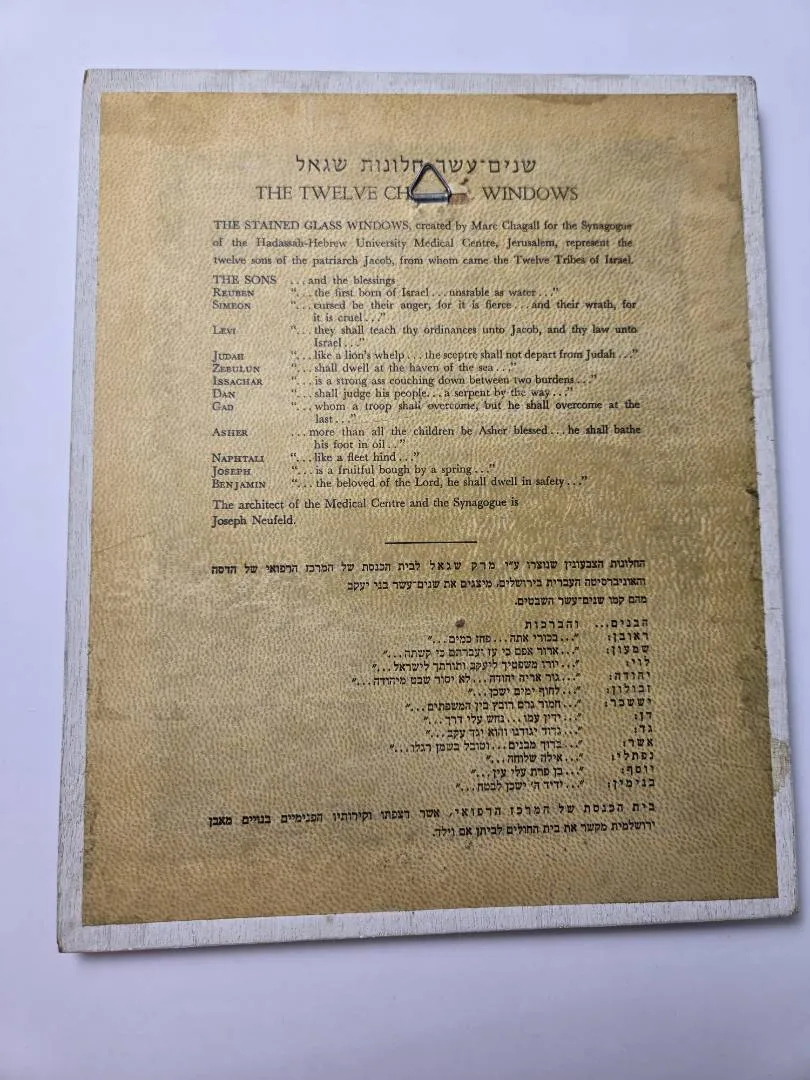 שנים־עשר חלונות שגאל
THE TWELVE CH WINDOWS
THE STAINED GLASS WINDOWS, created by Marc Chagall for the Synagogue
of the Hadassah-Hebrew University Medical Centre, Jerusalem, represent the
twelve sons of the patriarch Jacob, from whom came the Twelve Tribes of Israel.
THE SONS ...and the blessings
REUBEN "...the first born of Israel...unstable as water..."
SIMEON "...cursed be their anger, for it is fierce...and their wrath, for
it is cruel..."
LEVI "...they shall teach thy ordinances unto Jacob, and thy law unto
Israel..."
JUDAH "...like a lion's whelp...the sceptre shall not depart from Judah..."
ZEBULUN "...shall dwell at the haven of the sea..."
ISSACHAR "...is a strong ass couching down between two burdens..."
DAN "...shall judge his people...a serpent by the way..."
GAD "...whom a troop shall overcome, but he shall overcome at the
last..."
ASHER ...more than all the children be Asher blessed...he shall bathe
his foot in oil..."
NAPHTALI "...like a fleet hind..."
JOSEPH "...is a fruitful bough by a spring..."
BENJAMIN "...the beloved of the Lord, he shall dwell in safety..."
The architect of the Medical Centre and the Synagogue is
Joseph Neufeld.
החלונות הצבעונין שנוצרו ע״י מרק שגאל לבית הכנסת של המרכז הרפואי של הדסה
והאוניברסיטה העברית בירושלים, מיצגים את שנים־עשר בני יעקב
מהם קמו שנים־עשר השבטים.
הבנים... והברכות
ראובן: "...בכורי אתה...פחז כמים..."
שמעון: "...ארור אפם כי עז ועברתם כי קשתה..."
לוי: "...יורו משפטיך ליעקב ותורתך לישראל..."
יהודה: "...גור אריה יהודה...לא יסור שבט מיהודה..."
זבולון: "...לחוף ימים ישכן..."
יששכר: "...חמור גרם רובץ בין המשפתים..."
דן: "...ידין עמו...נחש עלי דרך..."
גד: "...גדוד יגודנו והוא יגד עקב..."
אשר: "...ברוך מבנים...וטובל בשמן רגלו..."
נפתלי: "...אילה שלוחה..."
יוסף: "...בן פרת עלי עין..."
בנימין: "...ידיד ה' ישכן לבטח..."
בית הכנסת של המרכז הרפואי, אשר רצפתו וקירותיו הפנימיים בנויים מאבן
ירושלמית מקשר את בית החולים לביתן אם וילד.